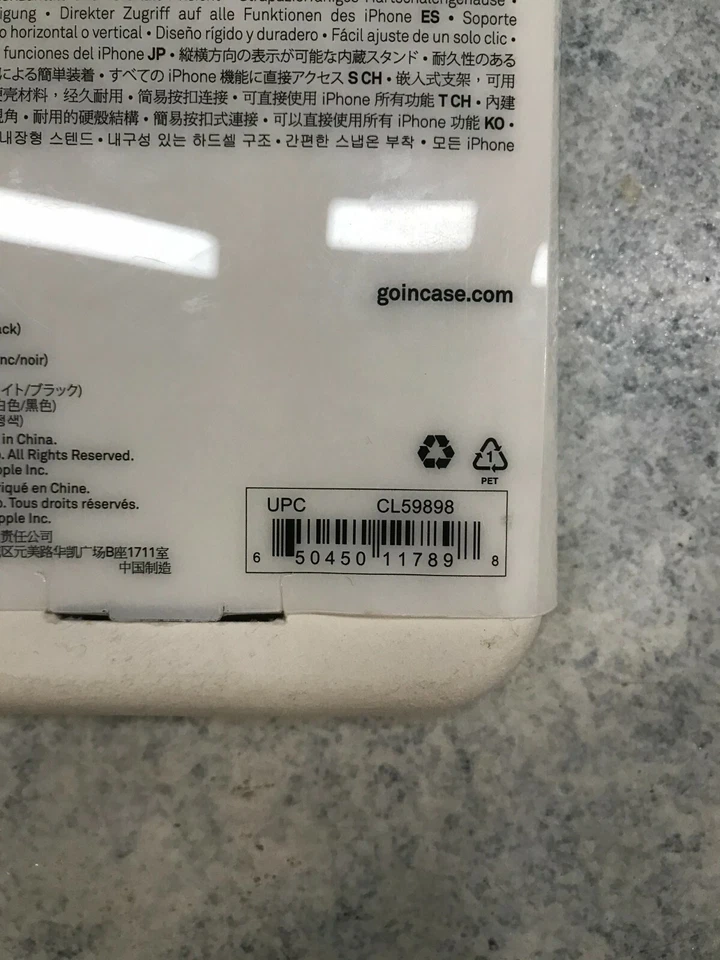 igung • Direkter Zugriff auf alle Funktionen des iPhone ES • Soporte
o horizontal o vertical • Diseño rígido y duradero • Fácil ajuste de un solo clic •
funciones del iPhone JP • 縦横方向の表示が可能な内蔵スタンド • 耐久性のある
による簡単装着 • すべての iPhone 機能に直接アクセス S CH • 嵌入式支架，可用
壳材料，经久耐用 • 简易按扣连接 • 可直接使用 iPhone 所有功能 T CH • 內建
視角 • 耐用的硬殼結構 • 簡易按扣式連接 • 可以直接使用所有 iPhone 功能 KO •
내장형 스텐드 • 내구성 있는 하드셸 구조 • 간편한 스냅온 부착 • 모든 iPhone
goincase.com
ack)
nc/noir)
イト/ブラック)
白色/黑色)
정색)
in China.
. All Rights Reserved.
ple Inc.
iqué en Chine.
. Tous droits réservés.
pple Inc.
责任公司
区元美路华凯广场B座1711室
中国制造
1
PET
UPC CL59898
6 50450 11789 8